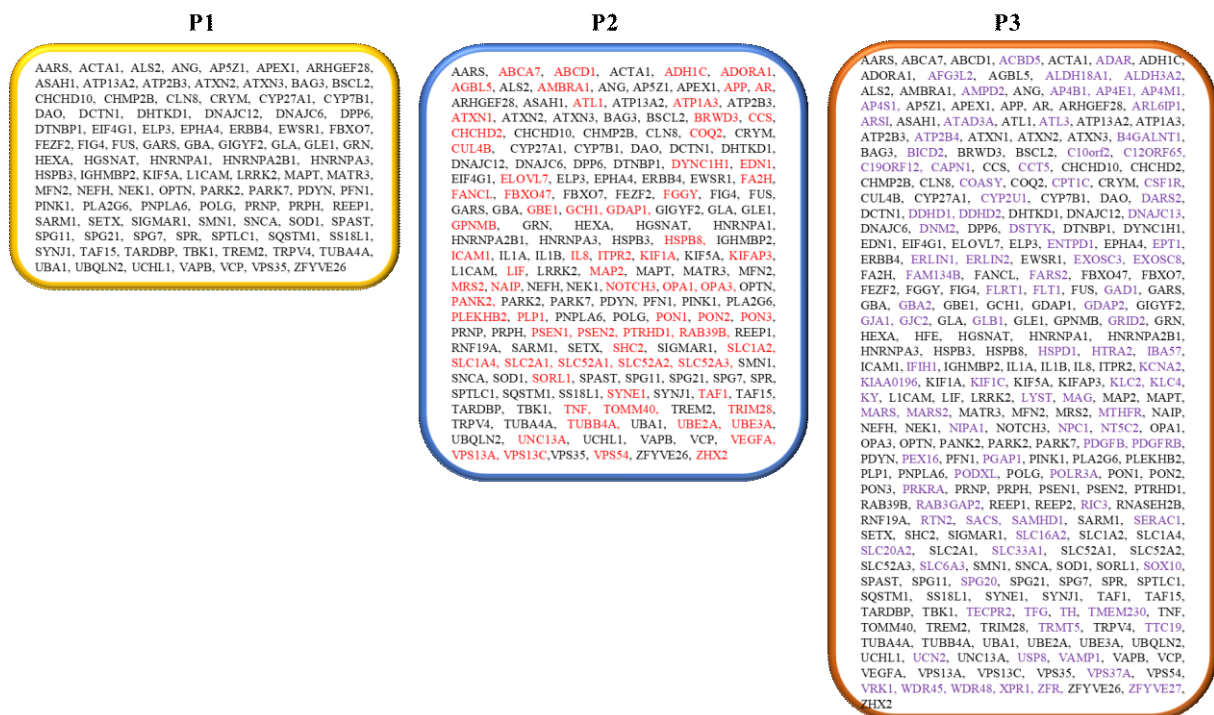 P1
AARS, ACTA1, ALS2, ANG, AP5Z1, APEX1, ARHGEF28,
ASAH1, ATP13A2, ATP2B3, ATXN2, ATXN3, BAG3, BSCL2,
CHCHD10, CHMP2B, CLN8, CRYM, CYP27A1, CYP7B1,
DAO, DCTN1, DHTKD1, DNAJC12, DNAJC6, DPP6,
DTNBP1, EIF4G1, ELP3, EPHA4, ERBB4, EWSR1, FBXO7,
FEZF2, FIG4, FUS, GARS, GBA, GIGYF2, GLA, GLE1, GRN,
HEXA, HGSNAT, HNRNPA1, HNRNPA2B1, HNRNPA3,
HSPB3, IGHMBP2, KIF5A, L1CAM, LRRK2, MAPT, MATR3,
MFN2, NEFH, NEK1, OPTN, PARK2, PARK7, PDYN, PFN1,
PINK1, PLA2G6, PNPLA6, POLG, PRNP, PRPH, REEP1,
SARM1, SETX, SIGMAR1, SMN1, SNCA, SOD1, SPAST,
SPG11, SPG21, SPG7, SPR, SPTLC1, SQSTM1, SS18L1,
SYNJ1, TAF15, TARDBP, TBK1, TREM2, TRPV4, TUBA4A,
UBA1, UBQLN2, UCHL1, VAPB, VCP, VPS35, ZFYVE26
P2
AARS, ABCA7, ABCD1, ACTA1, ADH1C, ADORA1,
AGBL5, ALS2, AMBRA1, ANG, AP5Z1, APEX1, APP, AR,
ARHGEF28, ASAH1, ATL1, ATP13A2, ATP1A3, ATP2B3,
ATXN1, ATXN2, ATXN3, BAG3, BSCL2, BRWD3, CCS,
CHCHD2, CHCHD10, CHMP2B, CLN8, COQ2, CRYM,
CUL4B, CYP27A1, CYP7B1, DAO, DCTN1, DHTKD1,
DNAJC12, DNAJC6, DPP6, DTNBP1, DYNC1H1, EDN1,
EIF4G1, ELOVL7, ELP3, EPHA4, ERBB4, EWSR1, FA2H,
FANCL, FBXO47, FBXO7, FEZF2, FGGY, FIG4, FUS,
GARS, GBA, GBE1, GCH1, GDAP1, GIGYF2, GLA, GLE1,
GPNMB, GRN, HEXA, HGSNAT, HNRNPA1,
HNRNPA2B1, HNRNPA3, HSPB3, HSPB8, IGHMBP2,
ICAM1, IL1A, IL1B, IL8, ITPR2, KIF1A, KIF5A, KIFAP3,
L1CAM, LIF, LRRK2, MAP2, MAPT, MATR3, MFN2,
MRS2, NAIP, NEFH, NEK1, NOTCH3, OPA1, OPA3, OPTN,
PANK2, PARK2, PARK7, PDYN, PFN1, PINK1, PLA2G6,
PLEKHB2, PLP1, PNPLA6, POLG, PON1, PON2, PON3,
PRNP, PRPH, PSEN1, PSEN2, PTRHD1, RAB39B, REEP1,
RNF19A, SARM1, SETX, SHC2, SIGMAR1, SLC1A2,
SLC1A4, SLC2A1, SLC52A1, SLC52A2, SLC52A3, SMN1,
SNCA, SOD1, SORL1, SPAST, SPG11, SPG21, SPG7, SPR,
SPTLC1, SQSTM1, SS18L1, SYNE1, SYNJ1, TAF1, TAF15,
TARDBP, TBK1, TNF, TOMM40, TREM2, TRIM28,
TRPV4, TUBA4A, TUBB4A, UBA1, UBE2A, UBE3A,
UBQLN2, UNC13A, UCHL1, VAPB, VCP, VEGFA,
VPS13A, VPS13C,VPS35, VPS54, ZFYVE26, ZHX2
P3
AARS, ABCA7, ABCD1, ACBD5, ACTA1, ADAR, ADH1C,
ADORA1, AFG3L2, AGBL5, ALDH18A1, ALDH3A2,
ALS2, AMBRA1, AMPD2, ANG, AP4B1, AP4E1, AP4M1,
AP4S1, AP5Z1, APEX1, APP, AR, ARHGEF28, ARL6IP1,
ARSI, ASAH1, ATAD3A, ATL1, ATL3, ATP13A2, ATP1A3,
ATP2B3, ATP2B4, ATXN1, ATXN2, ATXN3, B4GALNT1,
BAG3, BICD2, BRWD3, BSCL2, C10orf2, C12ORF65,
C19ORF12, CAPN1, CCS, CCT5, CHCHD10, CHCHD2,
CHMP2B, CLN8, COASY, COQ2, CPT1C, CRYM, CSF1R,
CUL4B, CYP27A1, CYP2U1, CYP7B1, DAO, DARS2,
DCTN1, DDHD1, DDHD2, DHTKD1, DNAJC12, DNAJC13,
DNAJC6, DNM2, DPP6, DSTYK, DTNBP1, DYNC1H1,
EDN1, EIF4G1, ELOVL7, ELP3, ENTPD1, EPHA4, EPT1,
ERBB4, ERLIN1, ERLIN2, EWSR1, EXOSC3, EXOSC8,
FA2H, FAM134B, FANCL, FARS2, FBXO47, FBXO7,
FEZF2, FGGY, FIG4, FLRT1, FLT1, FUS, GAD1, GARS,
GBA, GBA2, GBE1, GCH1, GDAP1, GDAP2, GIGYF2,
GJA1, GJC2, GLA, GLB1, GLE1, GPNMB, GRID2, GRN,
HEXA, HFE, HGSNAT, HNRNPA1, HNRNPA2B1,
HNRNPA3, HSPB3, HSPB8, HSPD1, HTRA2, IBA57,
ICAM1, IFIH1, IGHMBP2, IL1A, IL1B, IL8, ITPR2, KCNA2,
KIAA0196, KIF1A, KIF1C, KIF5A, KIFAP3, KLC2, KLC4,
KY, L1CAM, LIF, LRRK2, LYST, MAG, MAP2, MAPT,
MARS, MARS2, MATR3, MFN2, MRS2, MTHFR, NAIP,
NEFH, NEK1, NIPA1, NOTCH3, NPC1, NT5C2, OPA1,
OPA3, OPTN, PANK2, PARK2, PARK7, PDGFB, PDGFRB,
PDYN, PEX16, PFN1, PGAP1, PINK1, PLA2G6, PLEKHB2,
PLP1, PNPLA6, PODXL, POLG, POLR3A, PON1, PON2,
PON3, PRKRA, PRNP, PRPH, PSEN1, PSEN2, PTRHD1,
RAB39B, RAB3GAP2, REEP1, REEP2, RIC3, RNASEH2B,
RNF19A, RTN2, SACS, SAMHD1, SARM1, SERAC1,
SETX, SHC2, SIGMAR1, SLC16A2, SLC1A2, SLC1A4,
SLC20A2, SLC2A1, SLC33A1, SLC52A1, SLC52A2,
SLC52A3, SLC6A3, SMN1, SNCA, SOD1, SORL1, SOX10,
SPAST, SPG11, SPG20, SPG21, SPG7, SPR, SPTLC1,
SQSTM1, SS18L1, SYNE1, SYNJ1, TAF1, TAF15,
TARDBP, TBK1, TECPR2, TFG, TH, TMEM230, TNF,
TOMM40, TREM2, TRIM28, TRMT5, TRPV4, TTC19,
TUBA4A, TUBB4A, UBA1, UBE2A, UBE3A, UBQLN2,
UCHL1, UCN2, UNC13A, USP8, VAMP1, VAPB, VCP,
VEGFA, VPS13A, VPS13C, VPS35, VPS37A, VPS54,
VRK1, WDR45, WDR48, XPR1, ZFR, ZFYVE26, ZFYVE27,
ZHX2